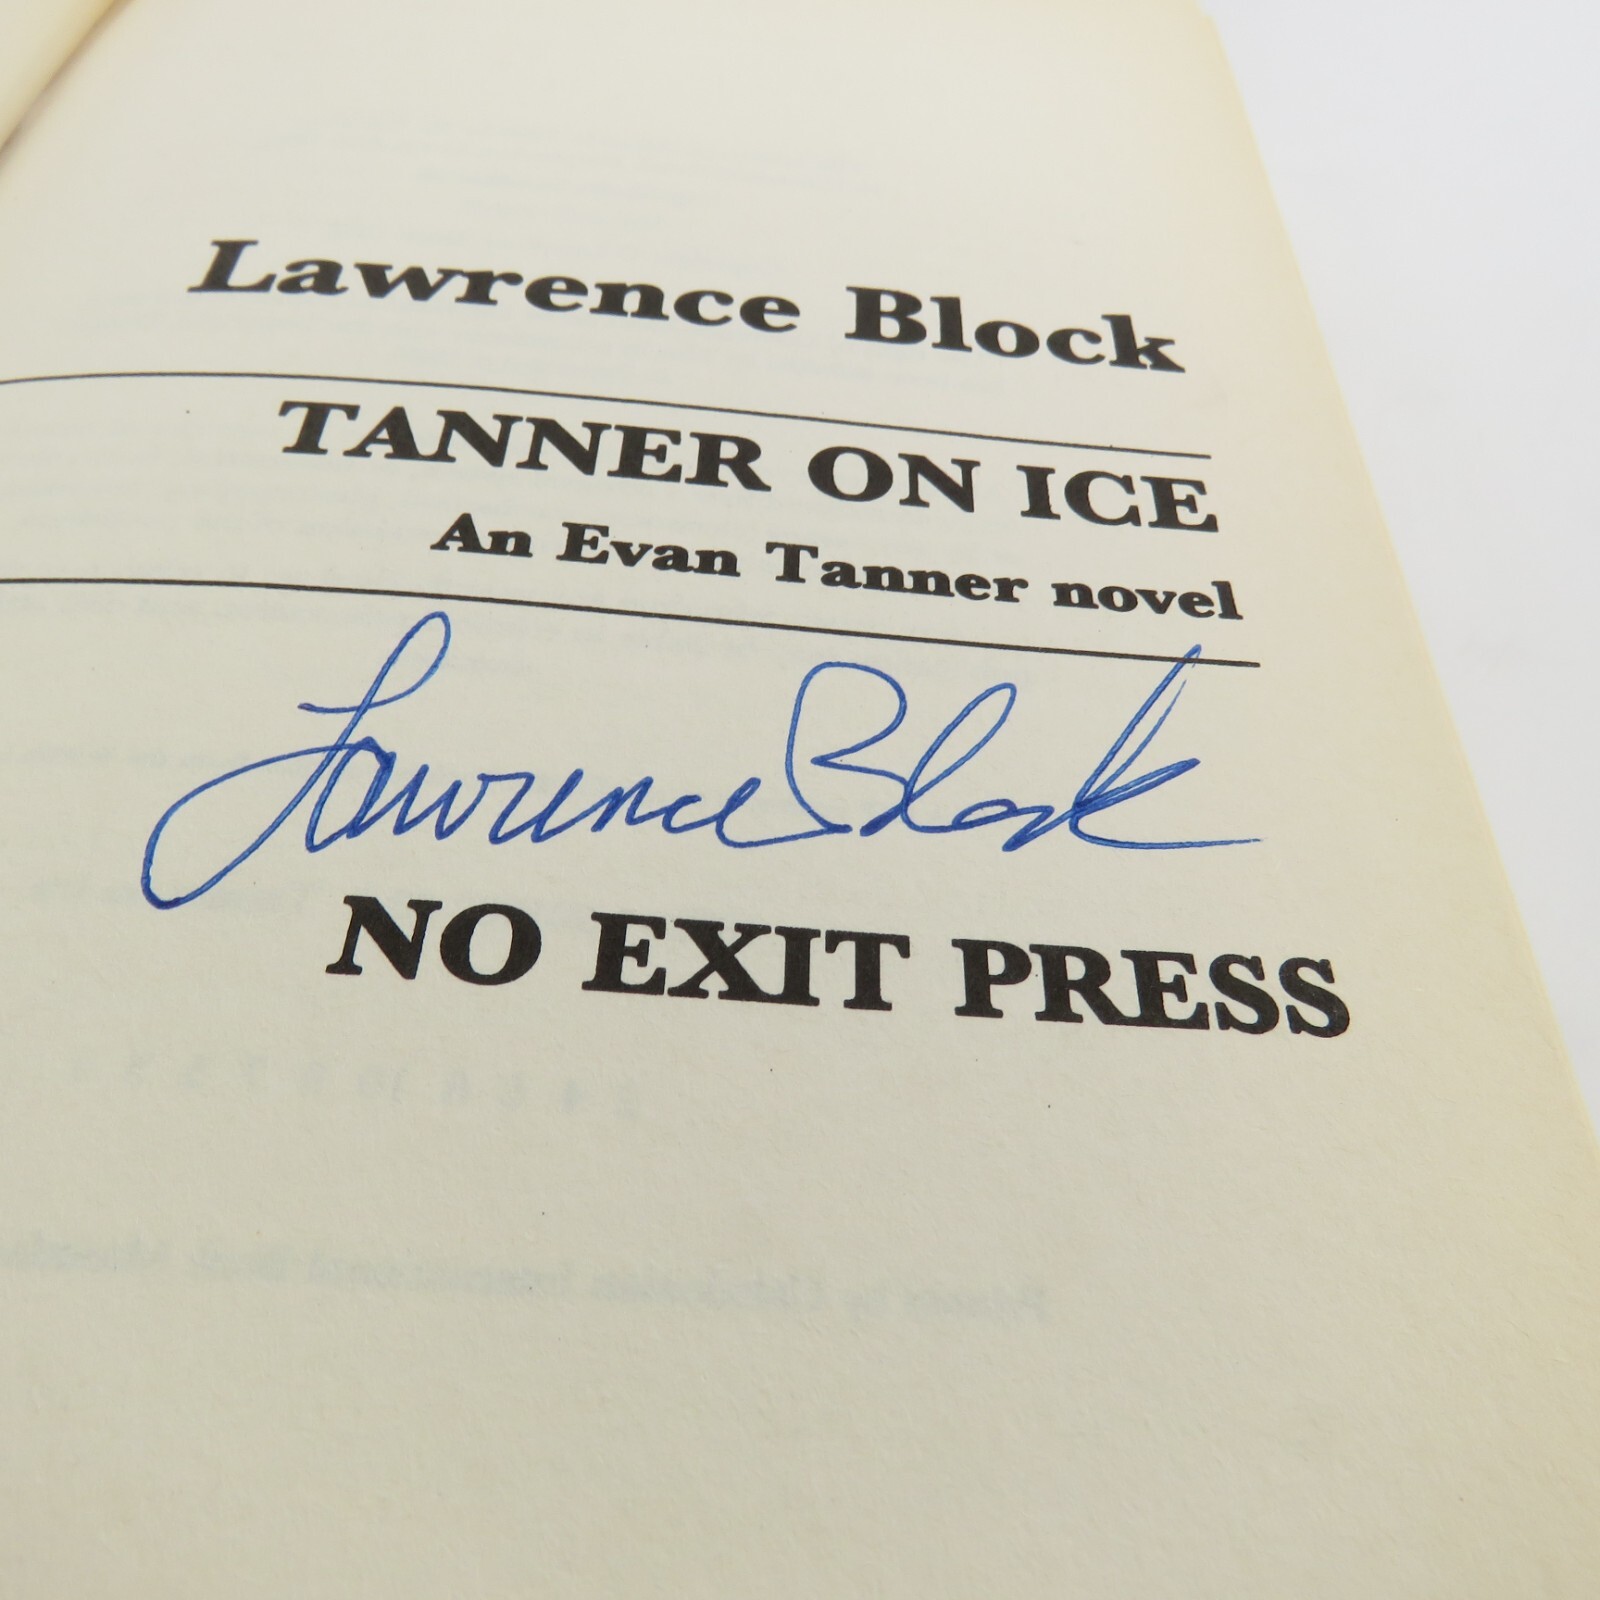 Lawrence Block
TANNER ON ICE
An Evan Tanner novel
Lawrence Block
NO EXIT PRESS